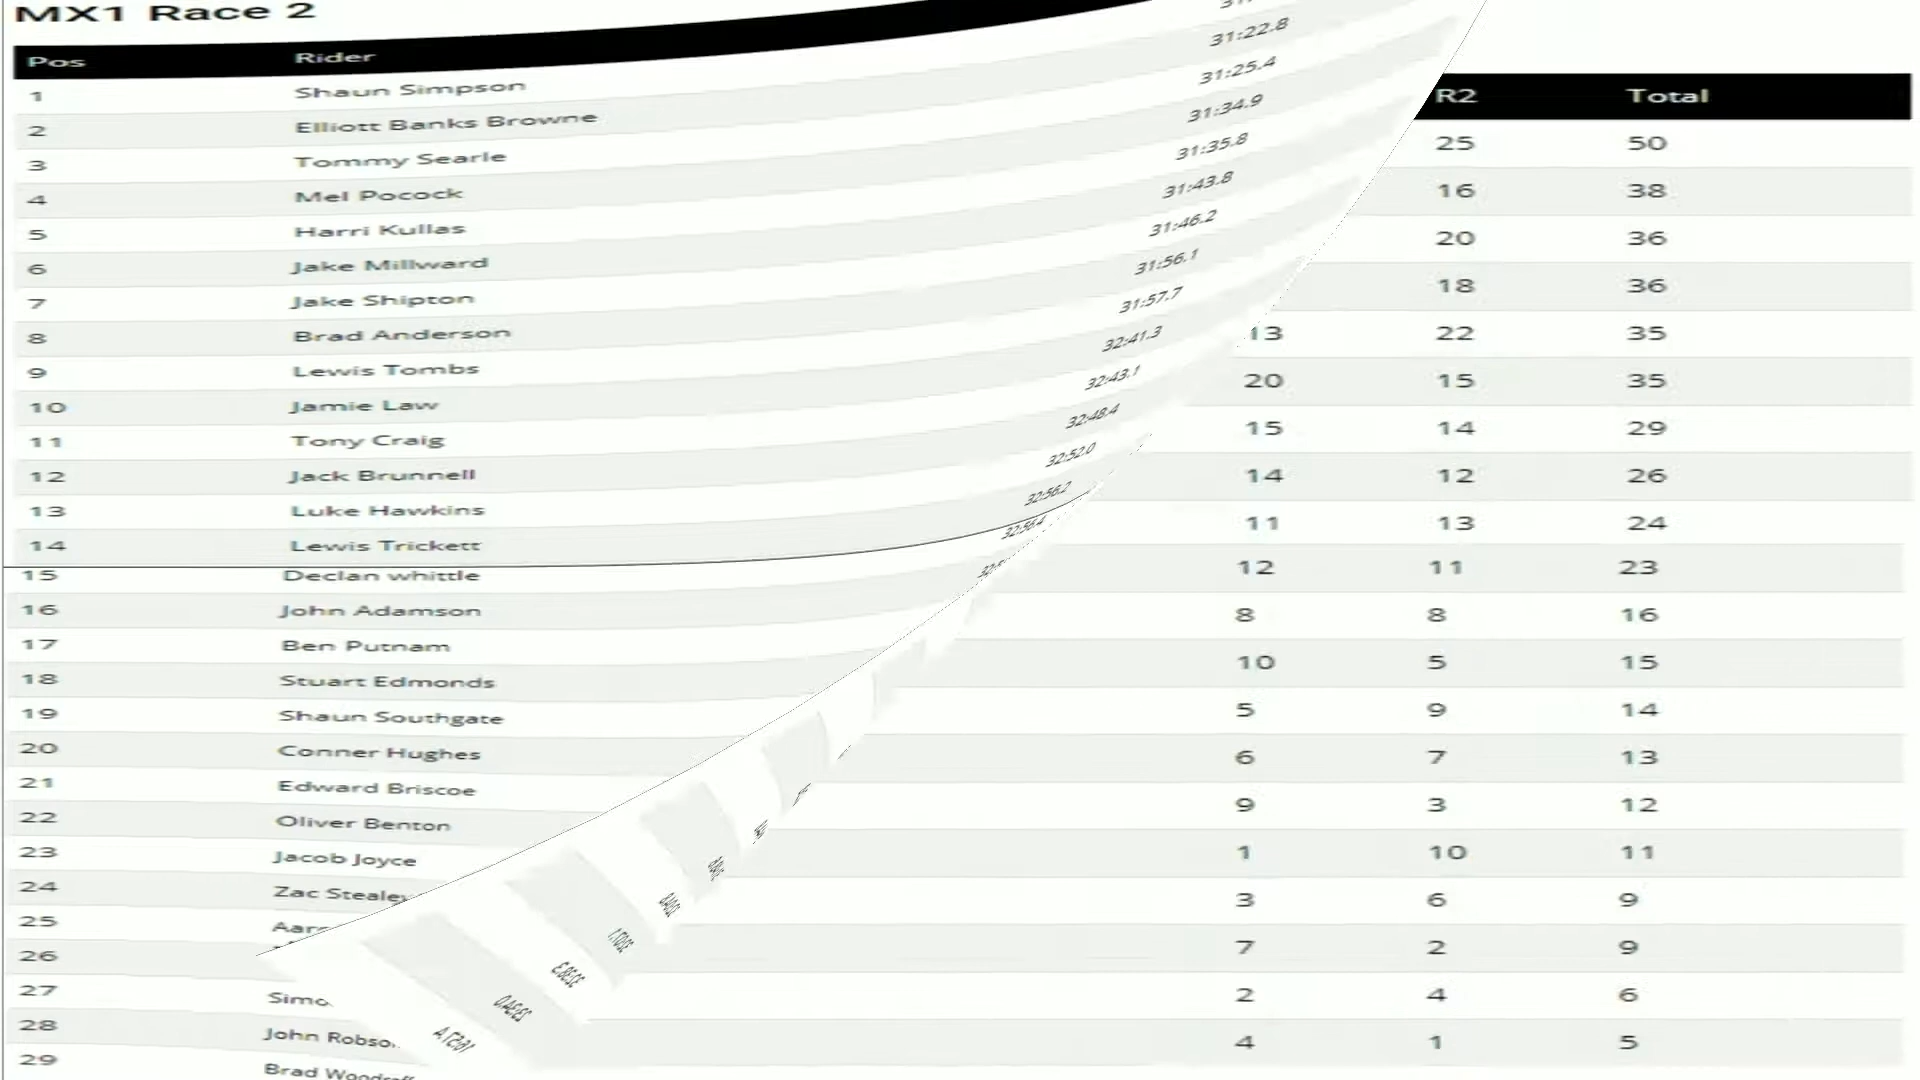 MX1 Race 2
Pos Rider
1 Shaun Simpson
2 Elliott Banks Browne 31:22.8
3 Tommy Searle 31:25.4
4 Mel Pocock 31:34.9
5 Harri Kullas 31:35.8
6 Jake Millward 31:43.8
7 Jake Shipton 31:46.2
8 Brad Anderson 31:56.1
9 Lewis Tombs 31:57.7
10 Jamie Law 32:41.3
11 Tony Craig 32:43.1
12 Jack Brunnell 32:48.4
13 Luke Hawkins 32:52.0
14 Lewis Trickett 32:56.2
15 Declan whittle 32:56.4
16 John Adamson
17 Ben Putnam
18 Stuart Edmonds
19 Shaun Southgate
20 Conner Hughes
21 Edward Briscoe
22 Oliver Benton
23 Jacob Joyce
24 Zac Stealey
25
26
27
28 John
29 Brad
R2 Total
25 50
16 38
20 36
18 36
13 22 35
20 15 35
15 14 29
14 12 26
11 13 24
12 11 23
8 8 16
10 5 15
5 9 14
6 7 13
9 3 12
1 10 11
3 6 9
7 2 9
2 4 6
4 1 5